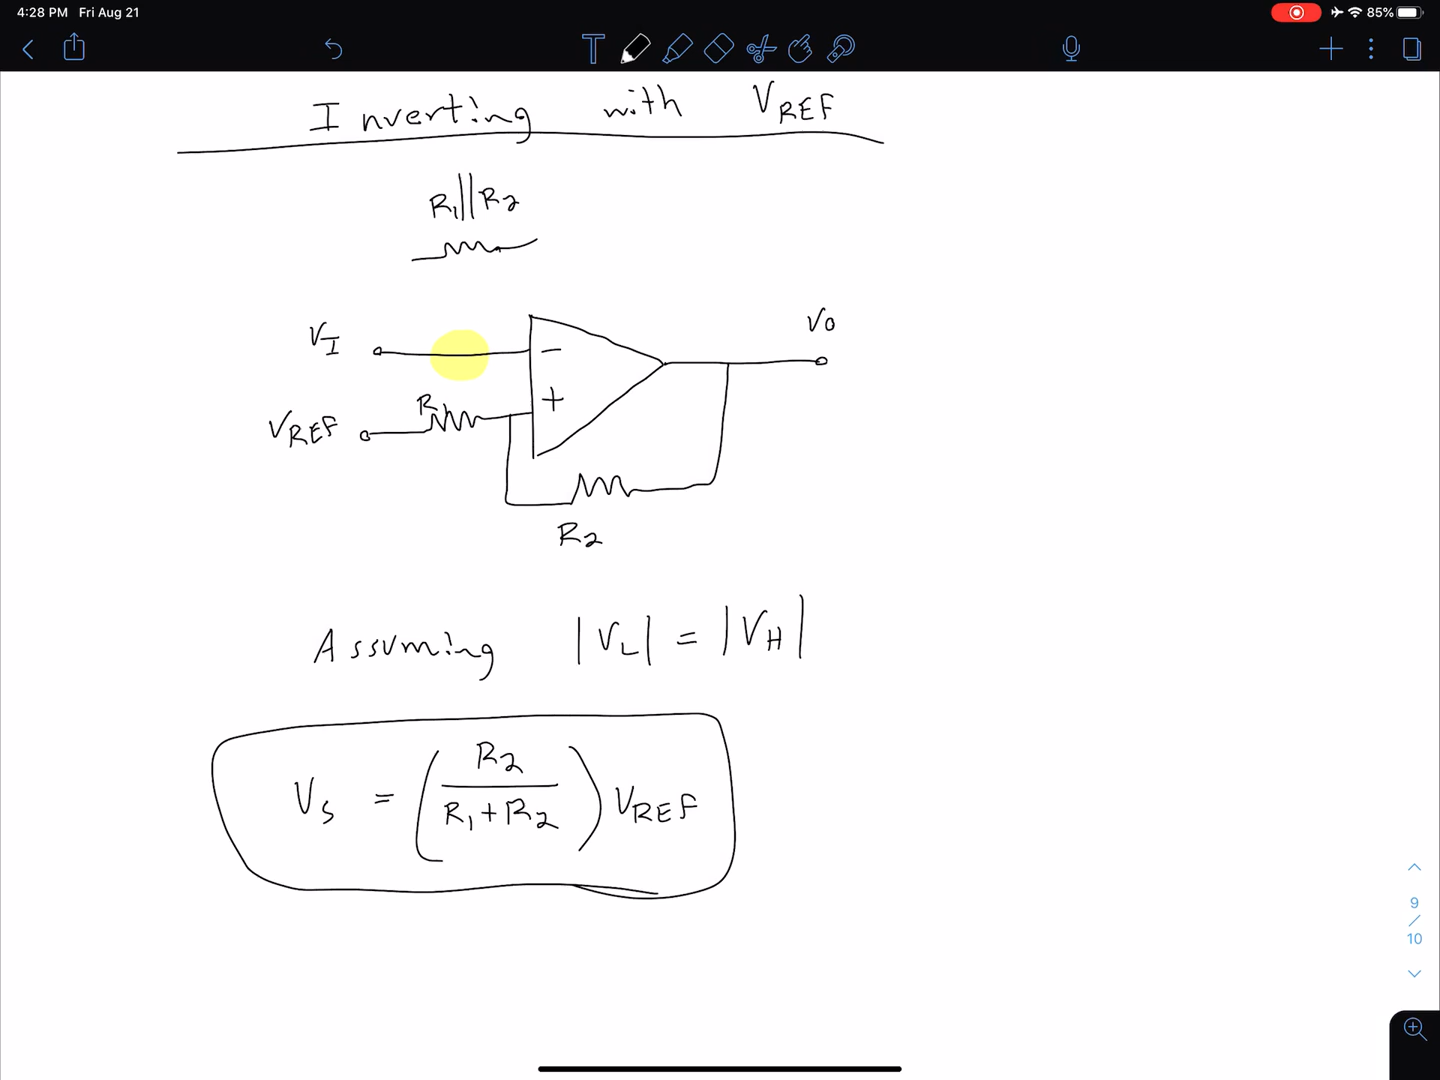 4:28 PM Fri Aug 21
85%
T
Inverting with VREF
R1||R2
VI
−
Vo
R
+
VREF
R2
Assuming |VL| = |VH|
VS = (R2 / (R1+R2)) VREF
9
/
10